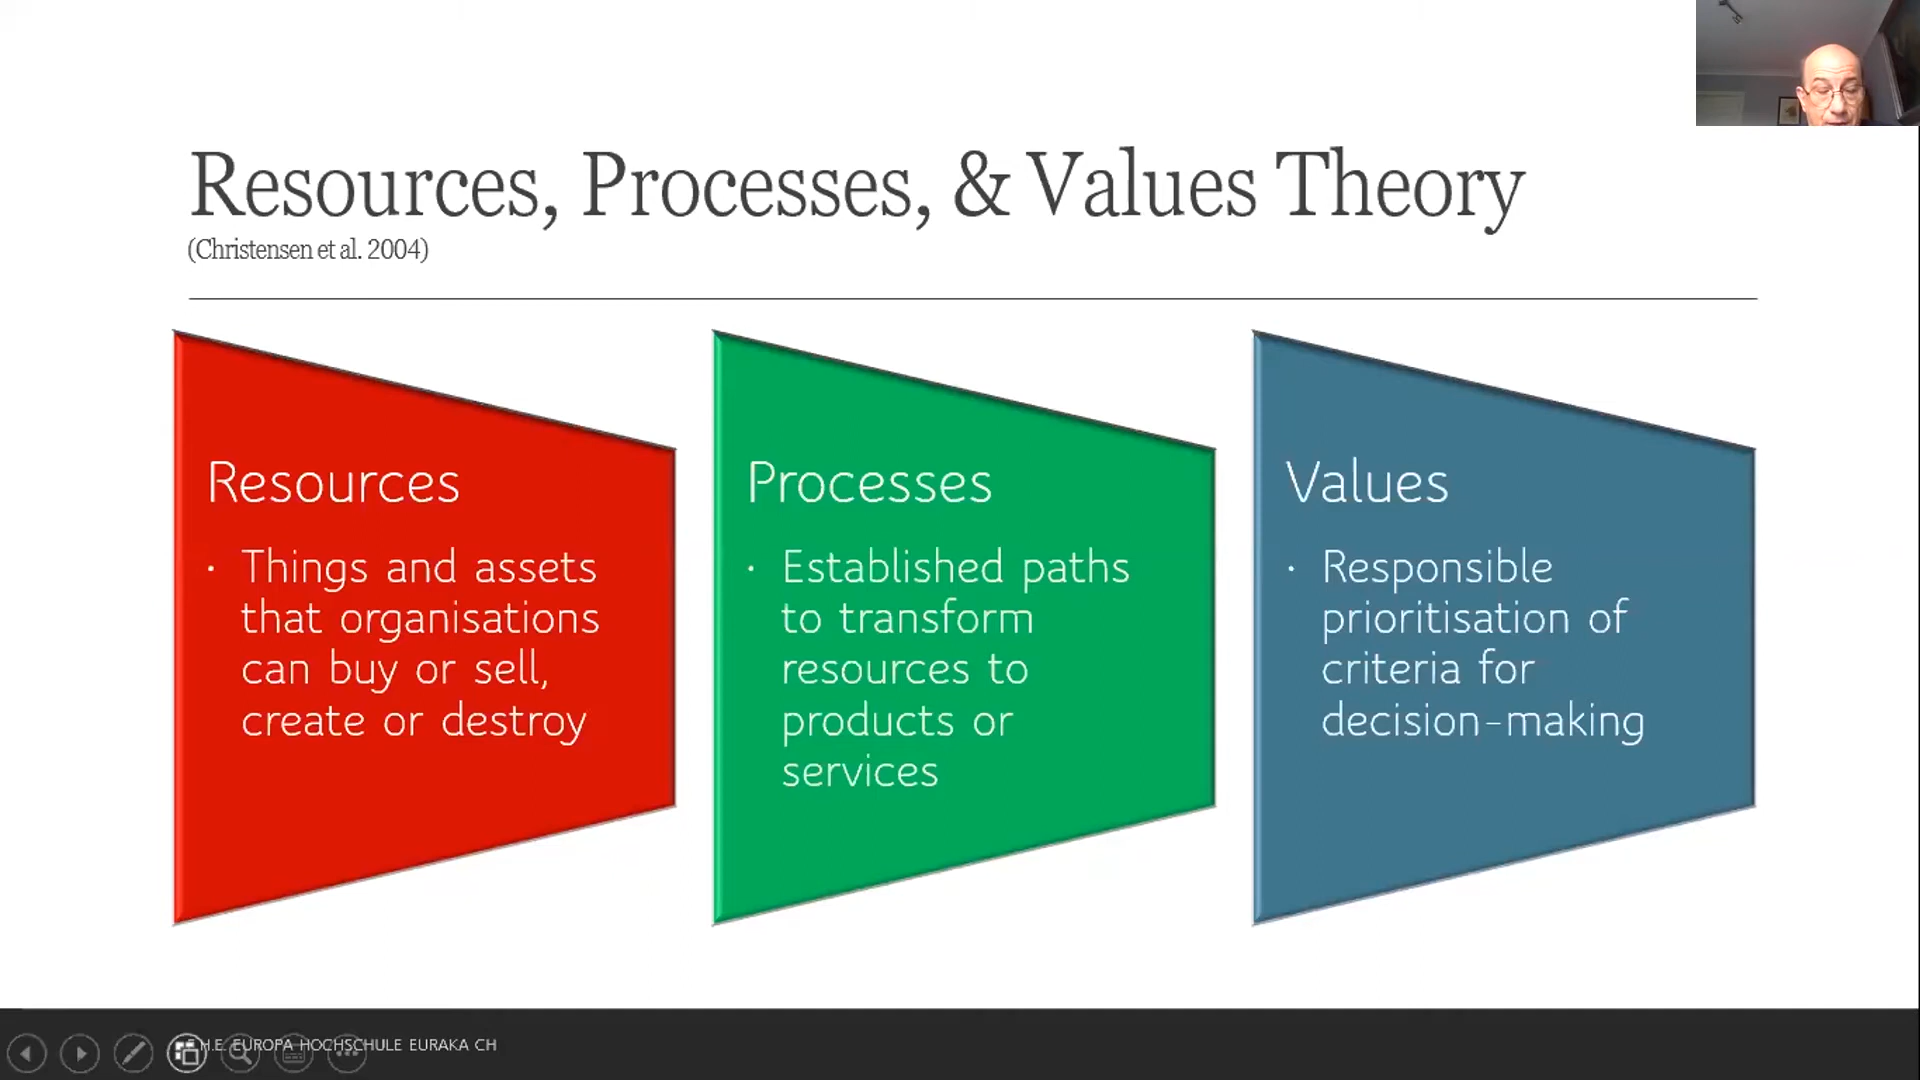 Resources, Processes, & Values Theory
(Christensen et al. 2004)
Resources
· Things and assets
that organisations
can buy or sell,
create or destroy
Processes
· Established paths
to transform
resources to
products or
services
Values
· Responsible
prioritisation of
criteria for
decision-making
H.E. EUROPA HOCHSCHULE EURAKA CH